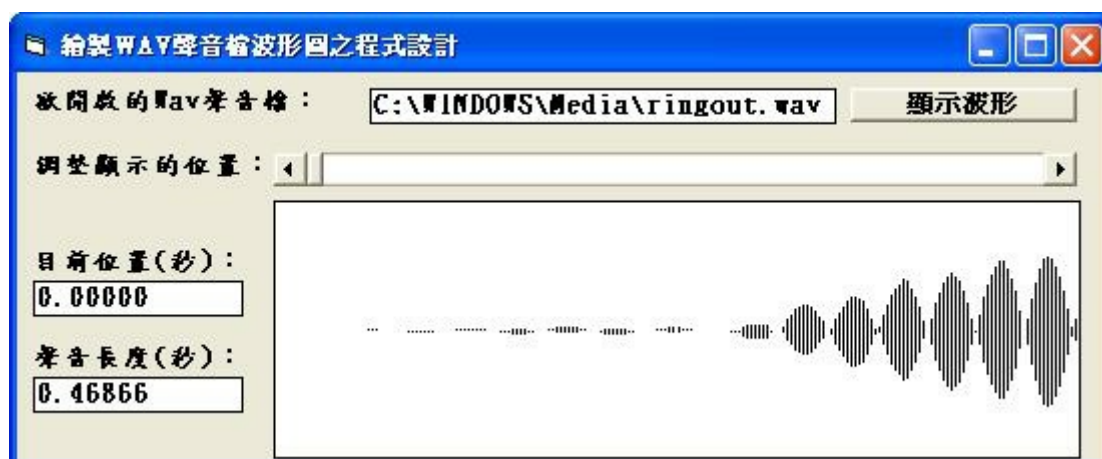 繪製WAV聲音檔波形圖之程式設計
欲開啟的Wav聲音檔：
C:\WINDOWS\Media\ringout.wav
顯示波形
調整顯示的位置：
目前位置(秒)：
0.00000
聲音長度(秒)：
0.46866